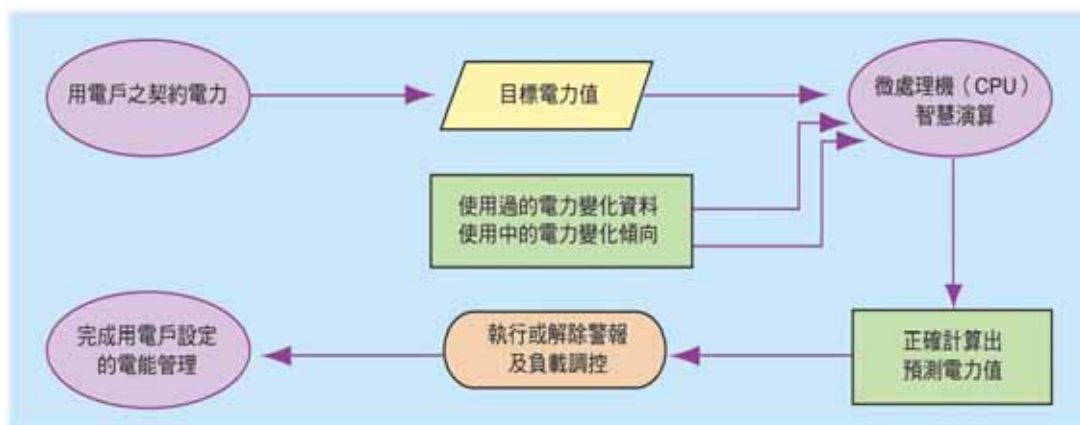 用電戶之契約電力
目標電力值
微處理機（CPU）
智慧演算
使用過的電力變化資料
使用中的電力變化傾向
正確計算出
預測電力值
執行或解除警報
及負載調控
完成用電戶設定
的電能管理